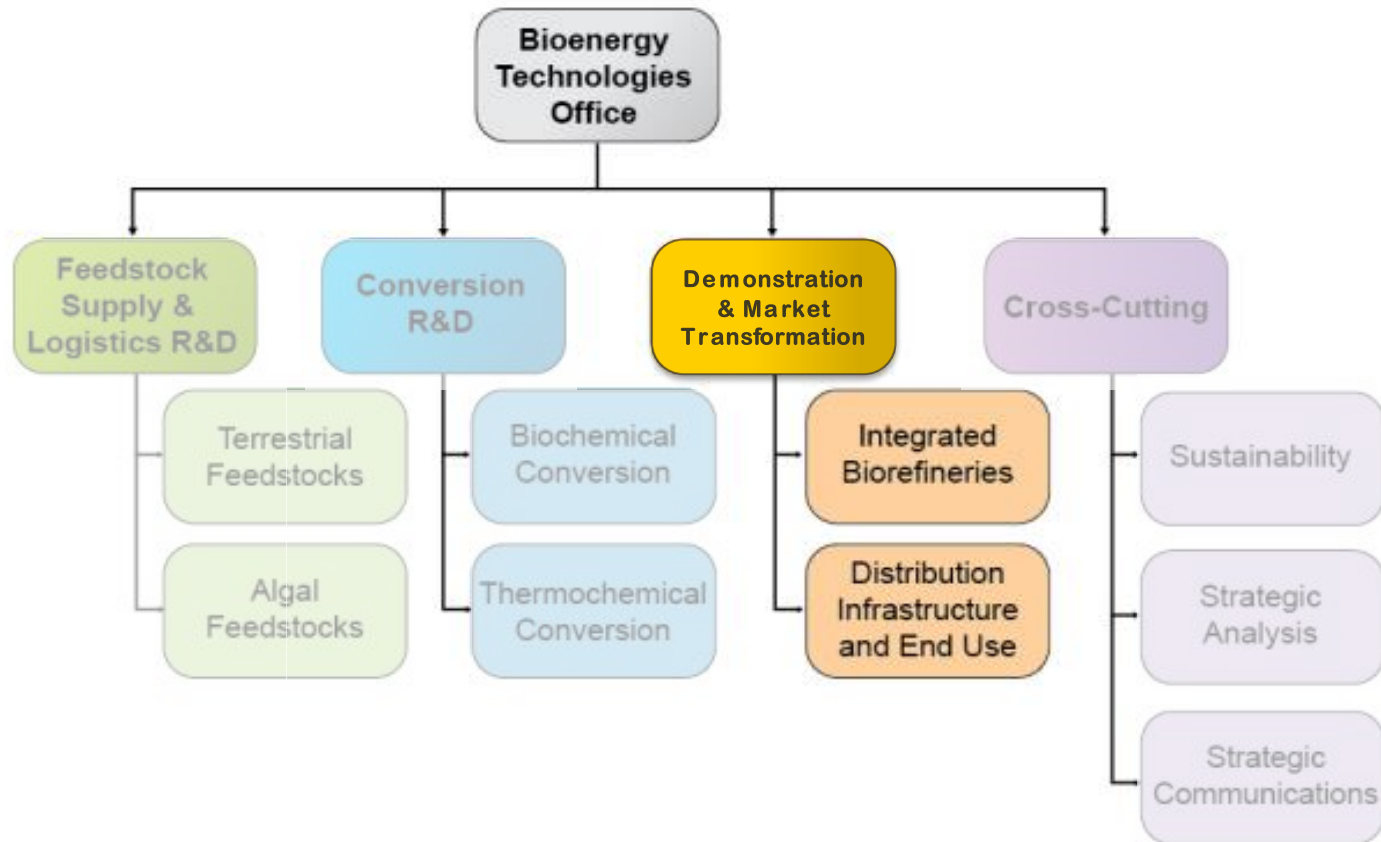 Bioenergy
Technologies
Office
Feedstock
Supply &
Logistics R&D
Conversion
R&D
Demonstration
& Market
Transformation
Cross-Cutting
Terrestrial
Feedstocks
Biochemical
Conversion
Integrated
Biorefineries
Sustainability
Algal
Feedstocks
Thermochemical
Conversion
Distribution
Infrastructure
and End Use
Strategic
Analysis
Strategic
Communications